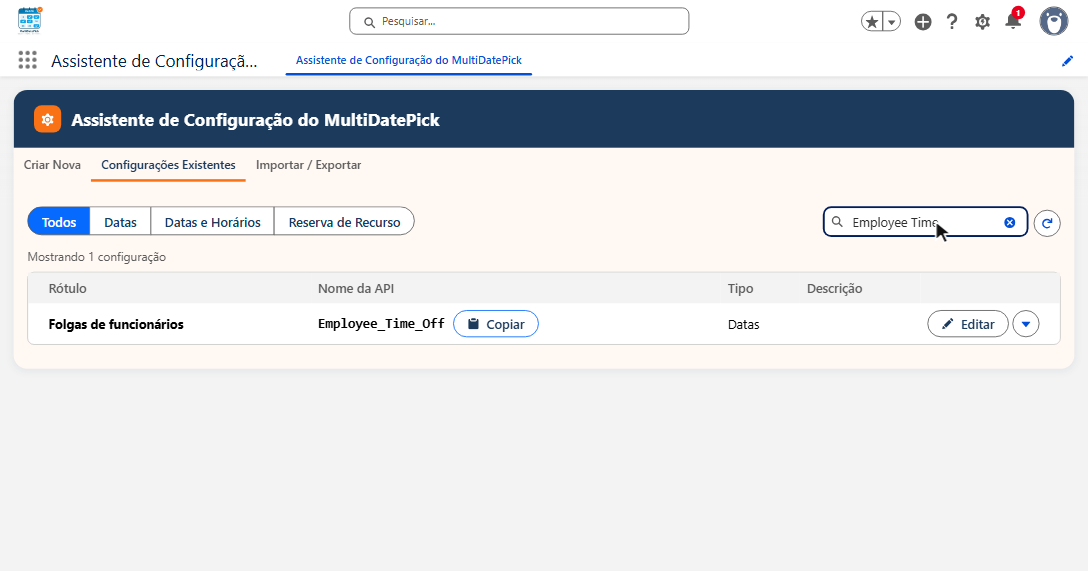 1
Pesquisar...
Assistente de Configuraçã...
Assistente de Configuração do MultiDatePick
Assistente de Configuração do MultiDatePick
Criar Nova
Configurações Existentes
Importar / Exportar
Todos
Datas
Datas e Horários
Reserva de Recurso
Employee Time
Mostrando 1 configuração
Rótulo
Nome da API
Tipo
Descrição
Folgas de funcionários
Employee_Time_Off
Copiar
Datas
Editar